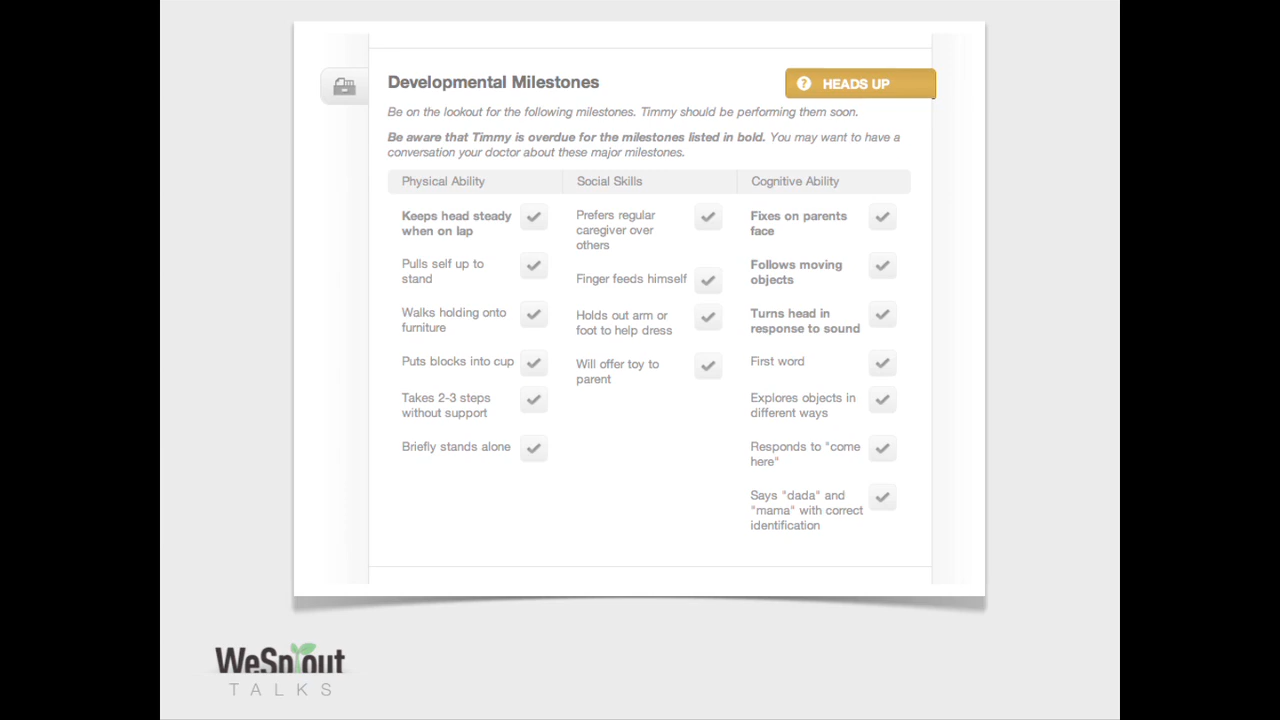 Developmental Milestones
HEADS UP
Be on the lookout for the following milestones. Timmy should be performing them soon.
Be aware that Timmy is overdue for the milestones listed in bold. You may want to have a
conversation your doctor about these major milestones.
Physical Ability
Keeps head steady
when on lap
Pulls self up to
stand
Walks holding onto
furniture
Puts blocks into cup
Takes 2-3 steps
without support
Briefly stands alone
Social Skills
Prefers regular
caregiver over
others
Finger feeds himself
Holds out arm or
foot to help dress
Will offer toy to
parent
Cognitive Ability
Fixes on parents
face
Follows moving
objects
Turns head in
response to sound
First word
Explores objects in
different ways
Responds to "come
here"
Says "dada" and
"mama" with correct
identification
WeSprout
TALKS